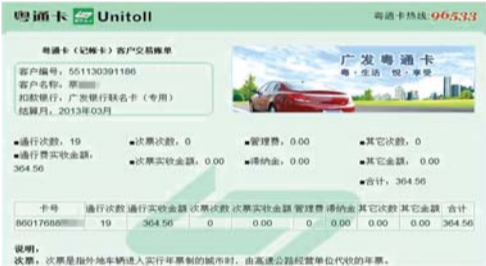 粤通卡 Unitoll
粤通卡热线:96533
粤通卡（记帐卡）客户交易账单
客户编号：551130391186
客户名称：
扣款银行：广发银行联名卡（专用）
结算月：2013年03月
广发粤通卡
粤·生活 悦·享受
■通行次数：19 ■次票次数：0 ■管理费：0.00 ■其它次数：0
■通行费实收金额：364.56 ■次票实收金额：0.00 ■滞纳金：0.00 ■其它金额：0.00
■合计：364.56
卡号 通行次数 通行实收金额 次票次数 次票实收金额 管理费 滞纳金 其它次数 其它金额 合计
86017688 19 364.56 0 0.00 0.00 0.00 0 0.00 364.56
说明：
次票：次票是指外地车辆进入实行年票制的城市时，由高速公路经营单位代收的年票。